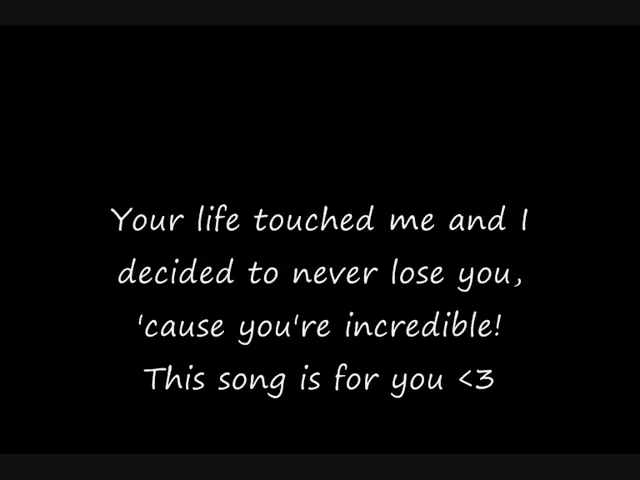 Your life touched me and I
decided to never lose you,
'cause you're incredible!
This song is for you <3